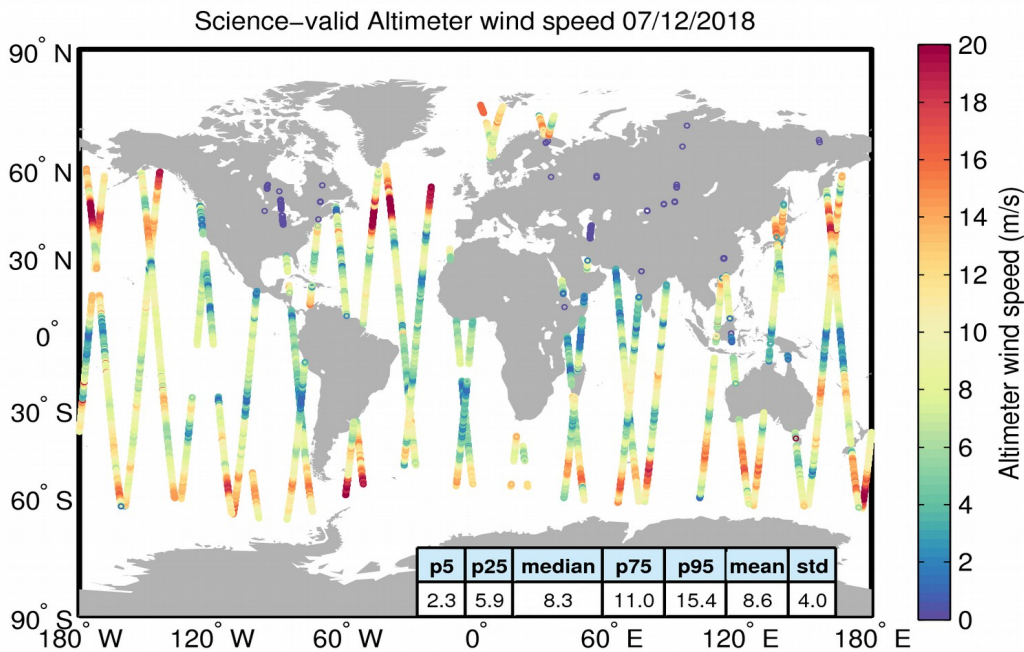 Science−valid Altimeter wind speed 07/12/2018
90° N
60° N
30° N
0°
30° S
60° S
90° S
180° W
120° W
60° W
0°
60° E
120° E
180° E
p5 p25 median p75 p95 mean std
2.3 5.9 8.3 11.0 15.4 8.6 4.0
20
18
16
14
12
10
8
6
4
2
0
Altimeter wind speed (m/s)